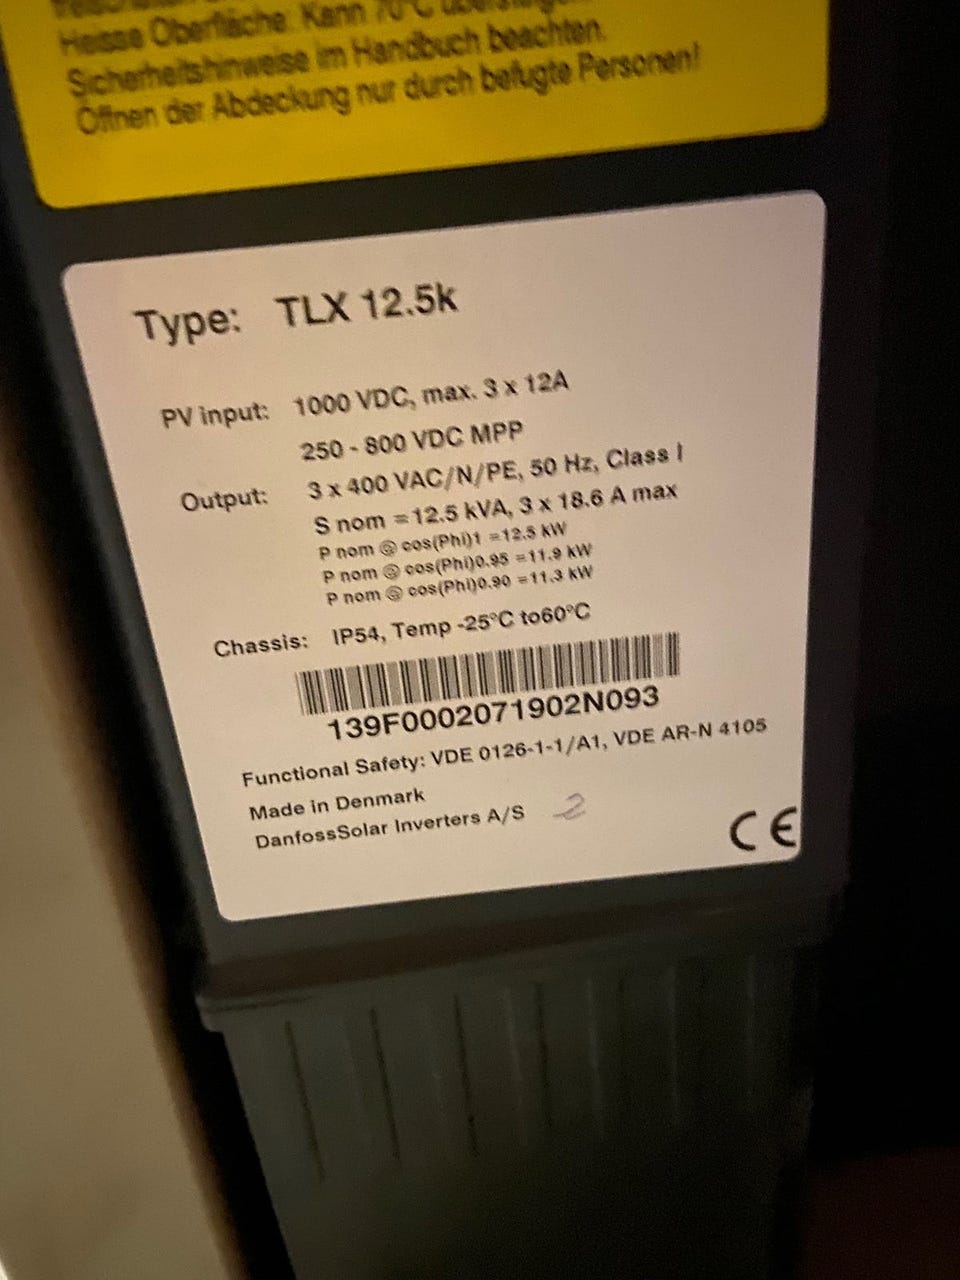 Heisse Oberfläche. Kann 70°C
Sicherheitshinweise im Handbuch beachten.
Öffnen der Abdeckung nur durch befugte Personen!
Type: TLX 12.5k
PV input: 1000 VDC, max. 3 x 12A
250 - 800 VDC MPP
Output: 3 x 400 VAC/N/PE, 50 Hz, Class I
S nom =12.5 kVA, 3 x 18.6 A max
P nom @ cos(Phi)1 =12.5 kW
P nom @ cos(Phi)0.95 =11.9 kW
P nom @ cos(Phi)0.90 =11.3 kW
Chassis: IP54, Temp -25°C to60°C
139F0002071902N093
Functional Safety: VDE 0126-1-1/A1, VDE AR-N 4105
Made in Denmark
DanfossSolar Inverters A/S 2
CE